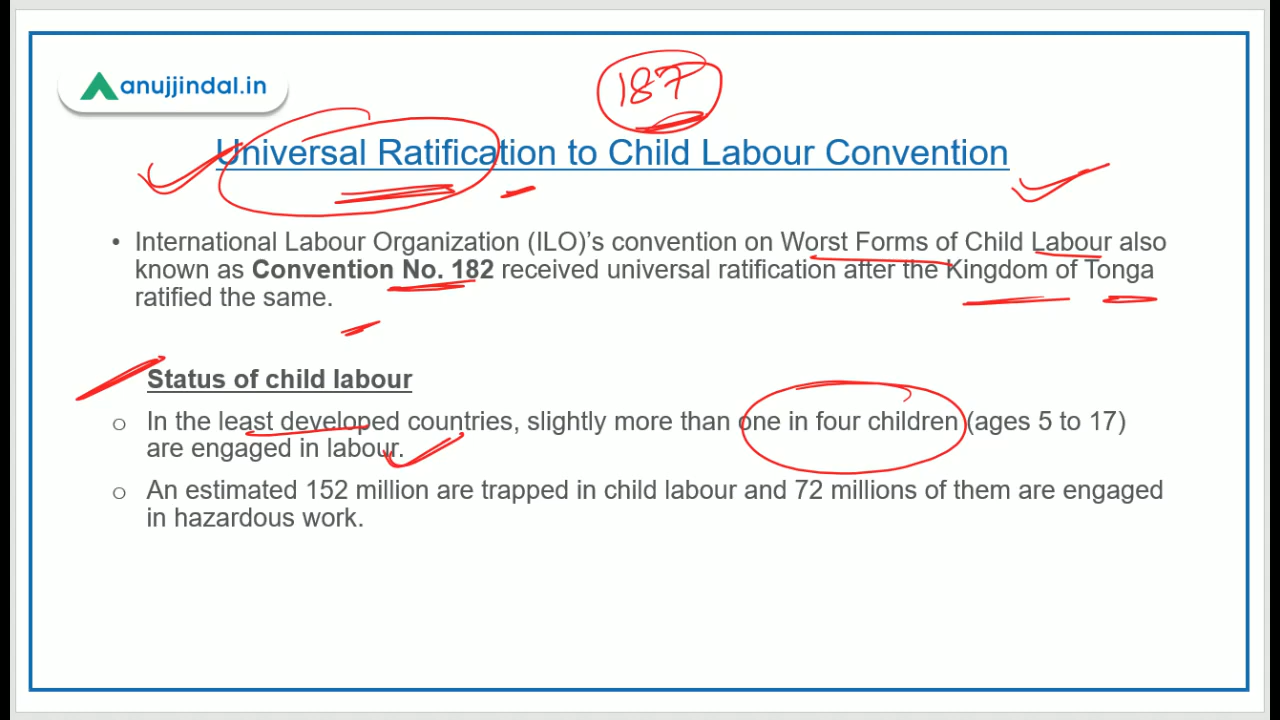 anujjindal.in
187
Universal Ratification to Child Labour Convention
• International Labour Organization (ILO)’s convention on Worst Forms of Child Labour also
known as Convention No. 182 received universal ratification after the Kingdom of Tonga
ratified the same.
Status of child labour
○ In the least developed countries, slightly more than one in four children (ages 5 to 17)
are engaged in labour.
○ An estimated 152 million are trapped in child labour and 72 millions of them are engaged
in hazardous work.